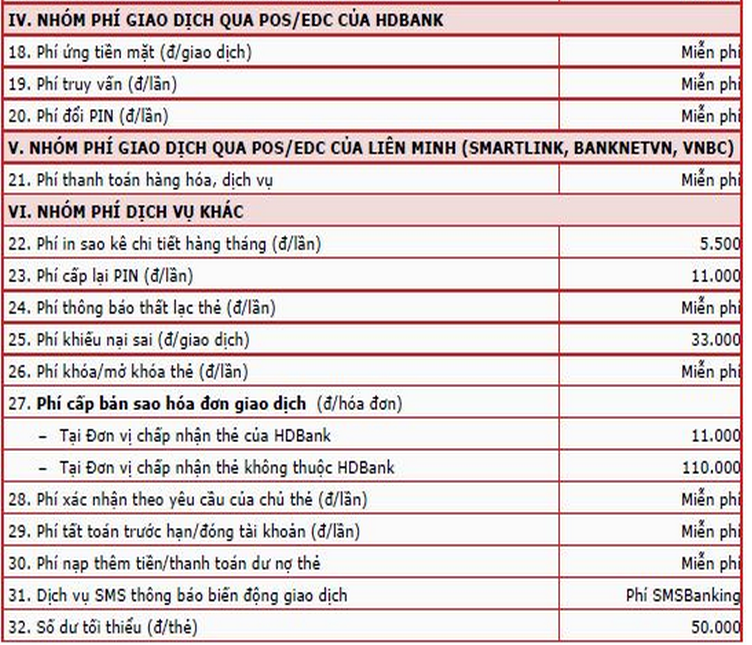 IV. NHÓM PHÍ GIAO DỊCH QUA POS/EDC CỦA HDBANK
18. Phí ứng tiền mặt (đ/giao dịch) Miễn phí
19. Phí truy vấn (đ/lần) Miễn phí
20. Phí đổi PIN (đ/lần) Miễn phí
V. NHÓM PHÍ GIAO DỊCH QUA POS/EDC CỦA LIÊN MINH (SMARTLINK, BANKNETVN, VNBC)
21. Phí thanh toán hàng hóa, dịch vụ Miễn phí
VI. NHÓM PHÍ DỊCH VỤ KHÁC
22. Phí in sao kê chi tiết hàng tháng (đ/lần) 5.500
23. Phí cấp lại PIN (đ/lần) 11.000
24. Phí thông báo thất lạc thẻ (đ/lần) Miễn phí
25. Phí khiếu nại sai (đ/giao dịch) 33.000
26. Phí khóa/mở khóa thẻ (đ/lần) Miễn phí
27. Phí cấp bản sao hóa đơn giao dịch (đ/hóa đơn)
– Tại Đơn vị chấp nhận thẻ của HDBank 11.000
– Tại Đơn vị chấp nhận thẻ không thuộc HDBank 110.000
28. Phí xác nhận theo yêu cầu của chủ thẻ (đ/lần) Miễn phí
29. Phí tất toán trước hạn/đóng tài khoản (đ/lần) Miễn phí
30. Phí nạp thêm tiền/thanh toán dư nợ thẻ Miễn phí
31. Dịch vụ SMS thông báo biến động giao dịch Phí SMSBanking
32. Số dư tối thiểu (đ/thẻ) 50.000